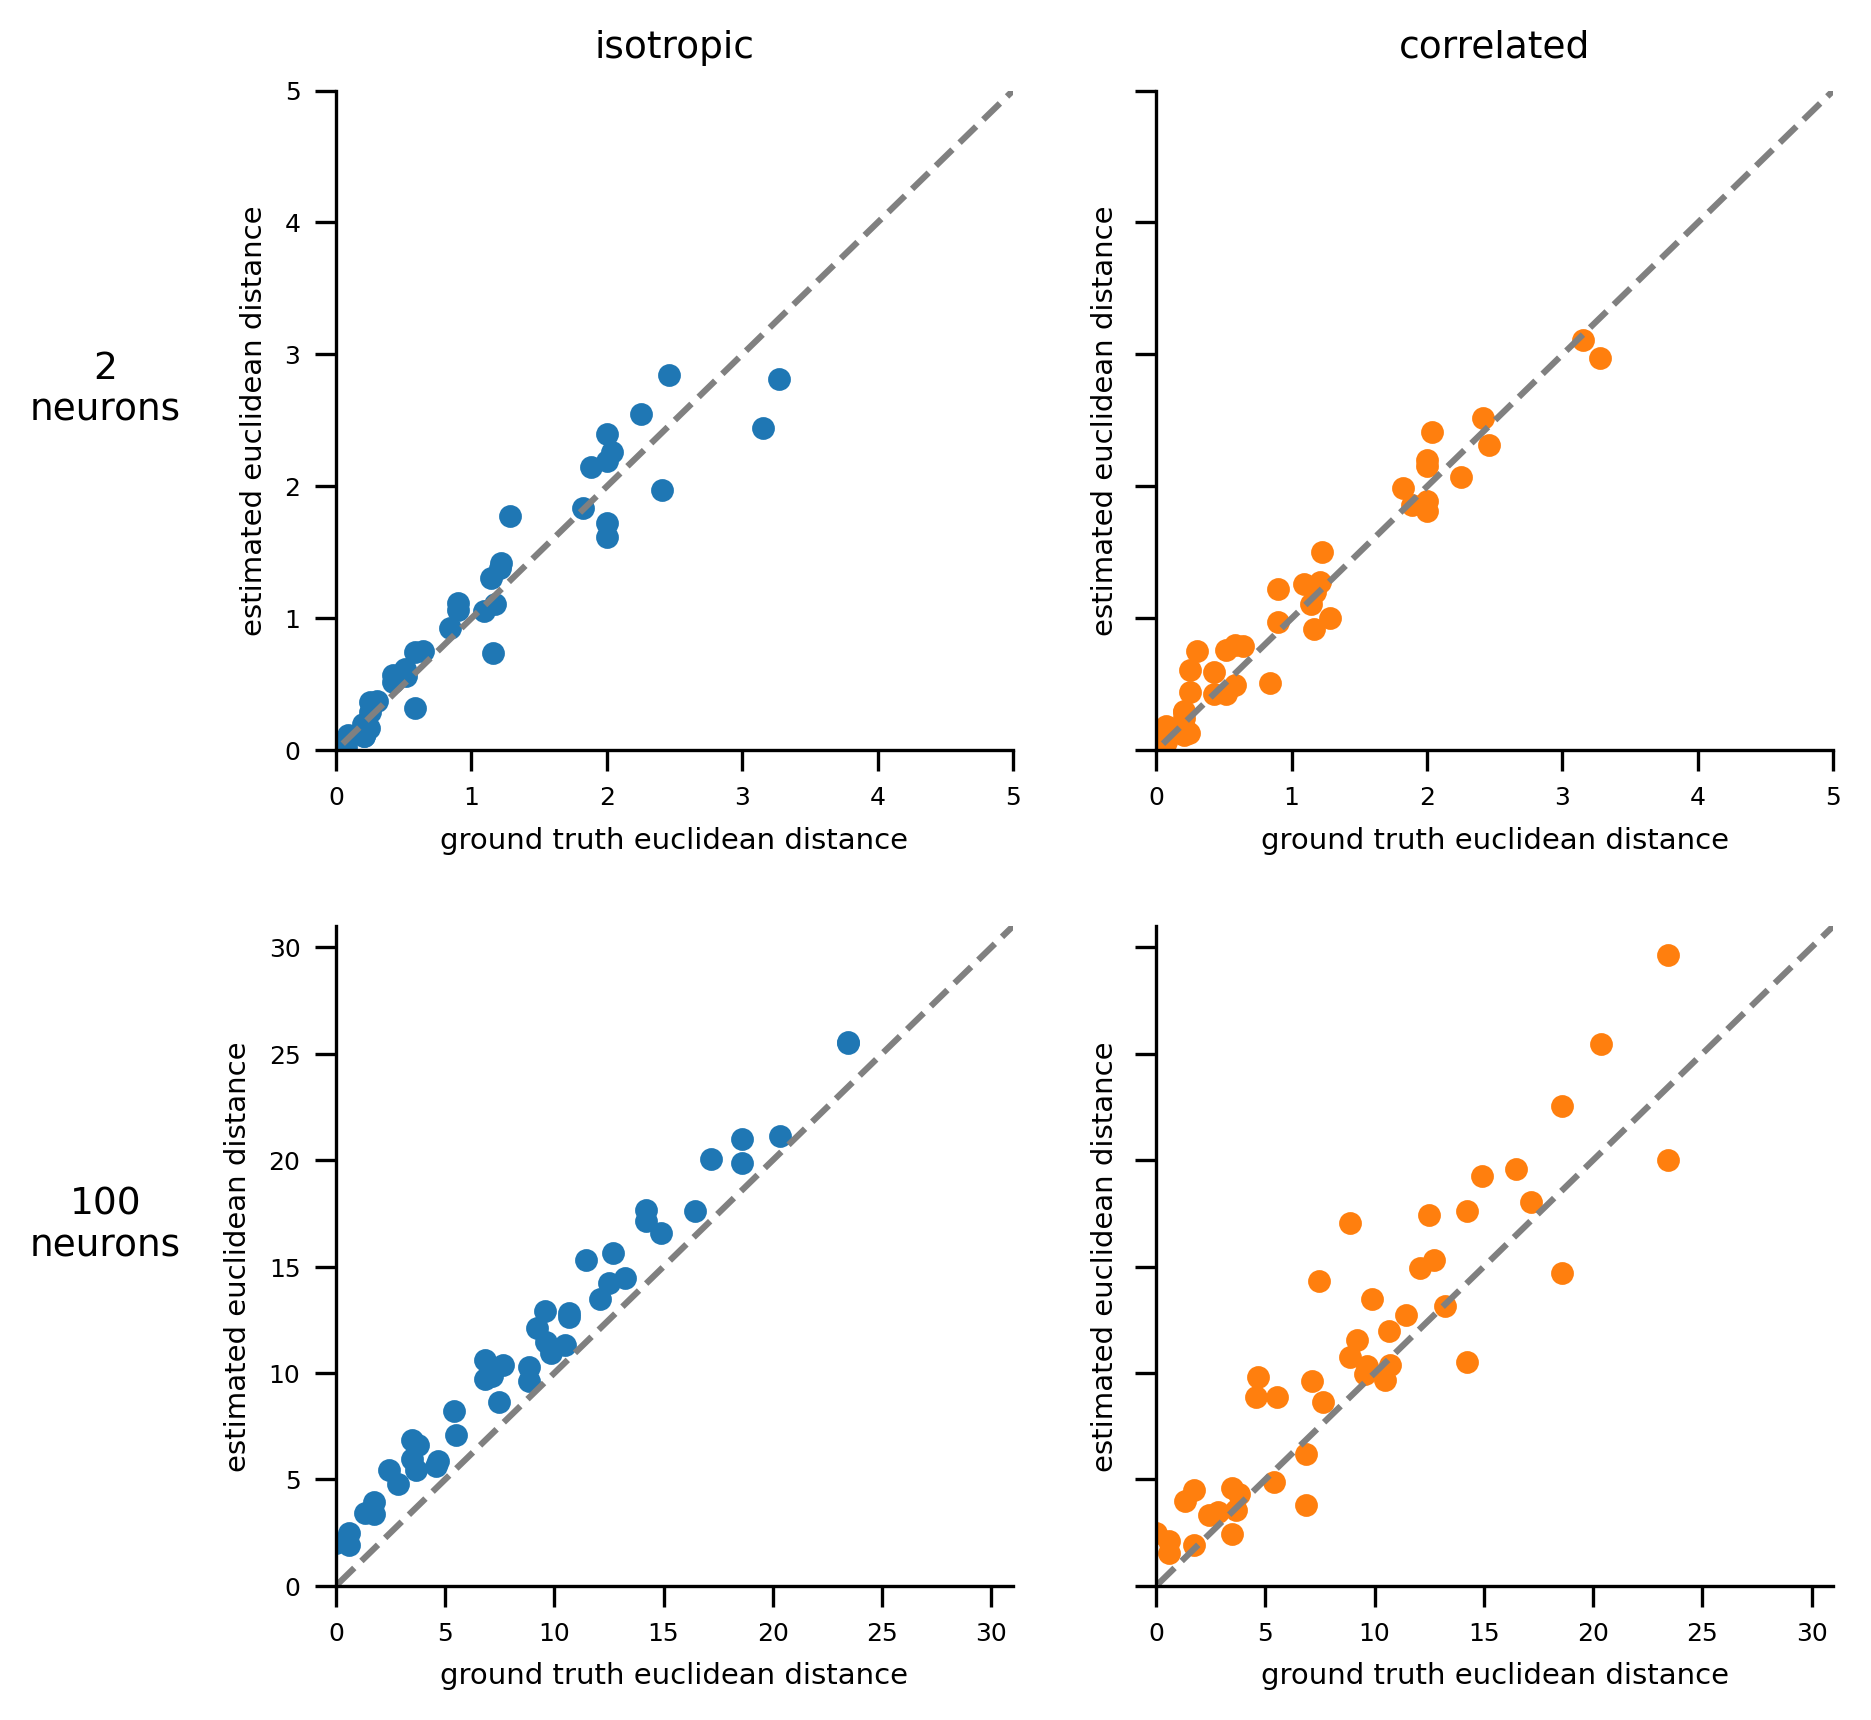 isotropic
correlated
2
neurons
estimated euclidean distance
5
4
3
2
1
0
0 1 2 3 4 5
ground truth euclidean distance
estimated euclidean distance
0 1 2 3 4 5
ground truth euclidean distance
100
neurons
estimated euclidean distance
30
25
20
15
10
5
0
0 5 10 15 20 25 30
ground truth euclidean distance
estimated euclidean distance
0 5 10 15 20 25 30
ground truth euclidean distance